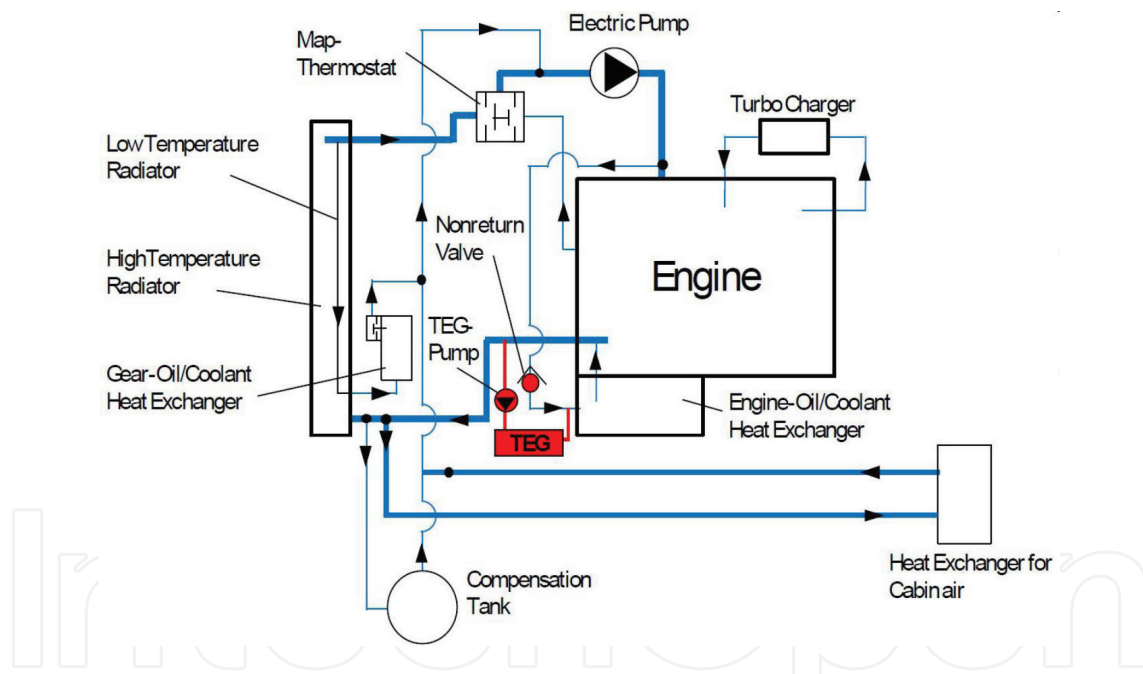 Electric Pump
Map-
Thermostat
Turbo Charger
Low Temperature
Radiator
Nonreturn
Valve
High Temperature
Radiator
Engine
TEG-
Pump
Gear-Oil/Coolant
Heat Exchanger
Engine-Oil/Coolant
Heat Exchanger
TEG
Heat Exchanger for
Cabin air
Compensation
Tank
IntechOpen